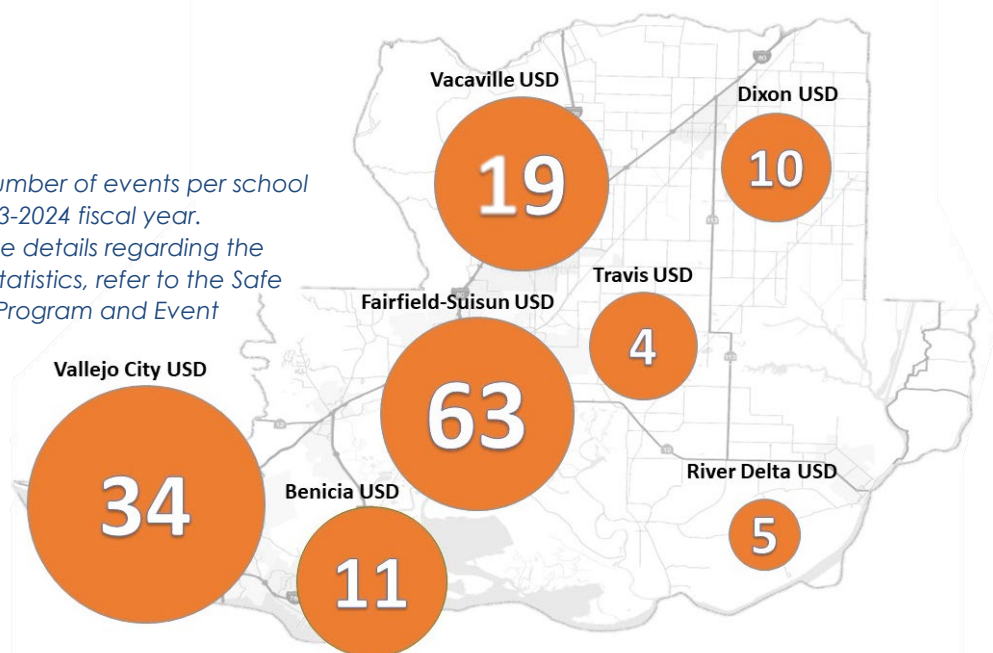 Vacaville USD
19
Dixon USD
10
umber of events per school
3-2024 fiscal year.
e details regarding the
tatistics, refer to the Safe
Program and Event
Travis USD
4
Fairfield-Suisun USD
63
Vallejo City USD
34
Benicia USD
11
River Delta USD
5